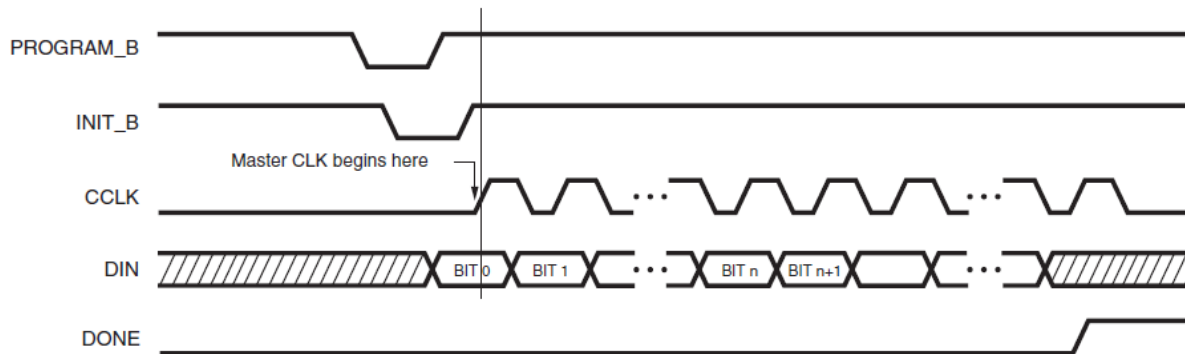 PROGRAM_B
INIT_B
Master CLK begins here
CCLK
DIN
BIT 0
BIT 1
BIT n
BIT n+1
DONE